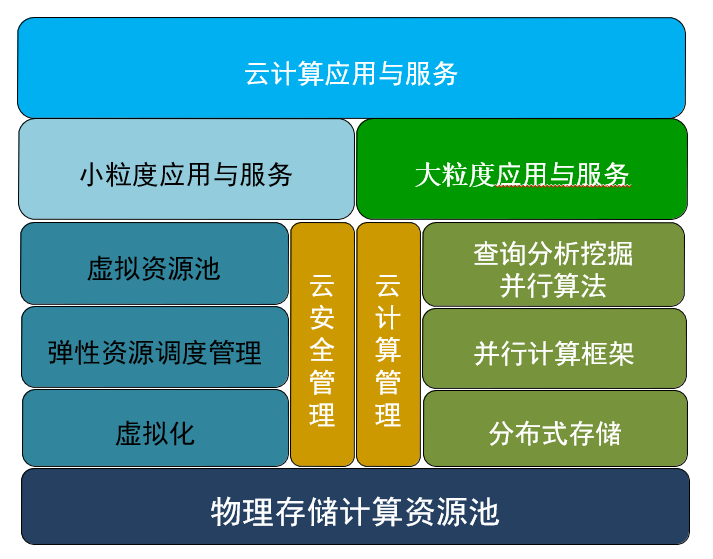 云计算应用与服务
小粒度应用与服务
大粒度应用与服务
虚拟资源池
弹性资源调度管理
虚拟化
云安全管理
云计算管理
查询分析挖掘
并行算法
并行计算框架
分布式存储
物理存储计算资源池